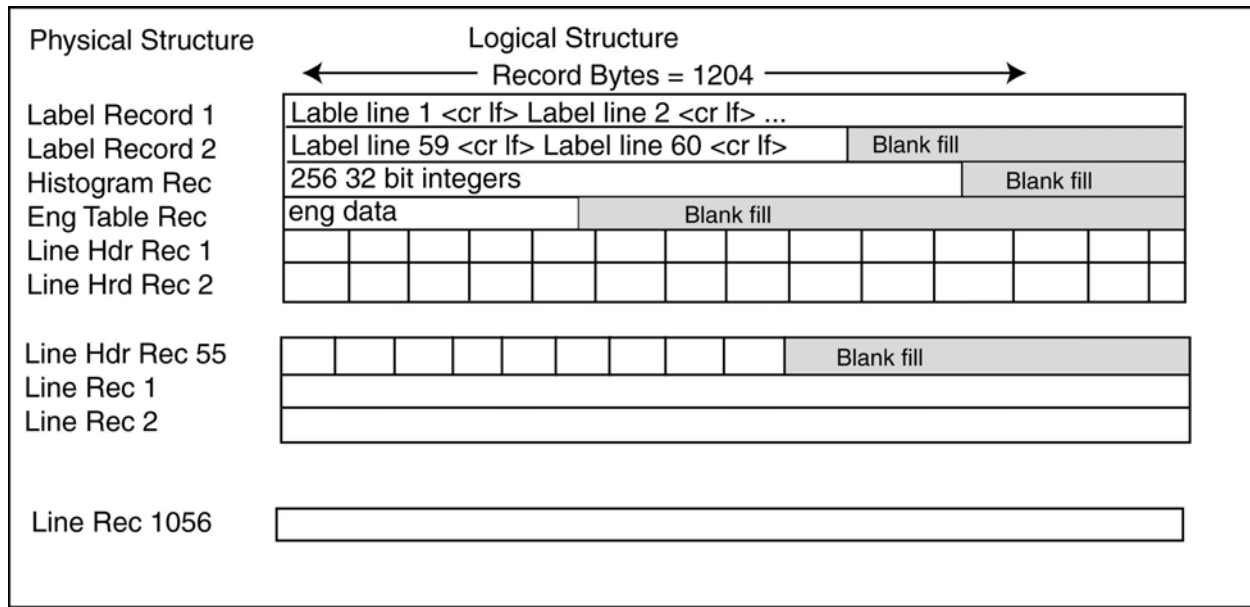 Physical Structure Logical Structure
Record Bytes = 1204
Label Record 1 Lable line 1 <cr lf> Label line 2 <cr lf> ...
Label Record 2 Label line 59 <cr lf> Label line 60 <cr lf> Blank fill
Histogram Rec 256 32 bit integers Blank fill
Eng Table Rec eng data Blank fill
Line Hdr Rec 1
Line Hrd Rec 2
Line Hdr Rec 55 Blank fill
Line Rec 1
Line Rec 2
Line Rec 1056